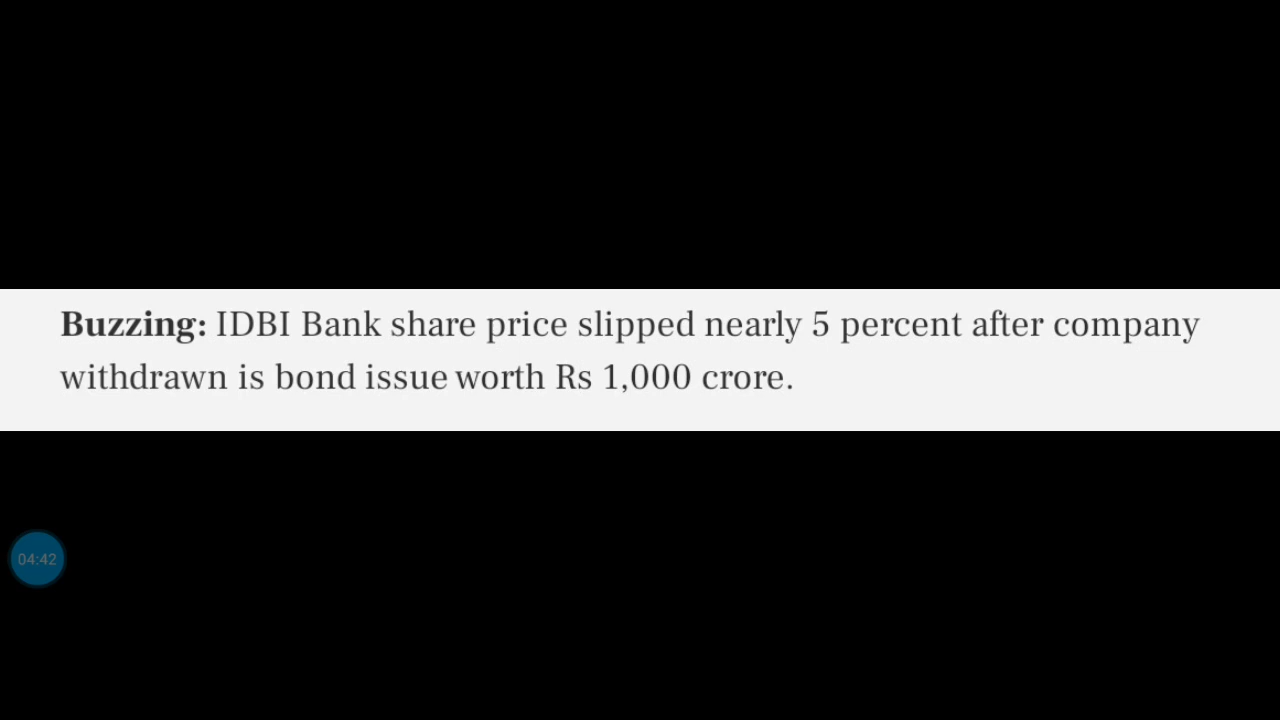 Buzzing: IDBI Bank share price slipped nearly 5 percent after company
withdrawn is bond issue worth Rs 1,000 crore.
04:42